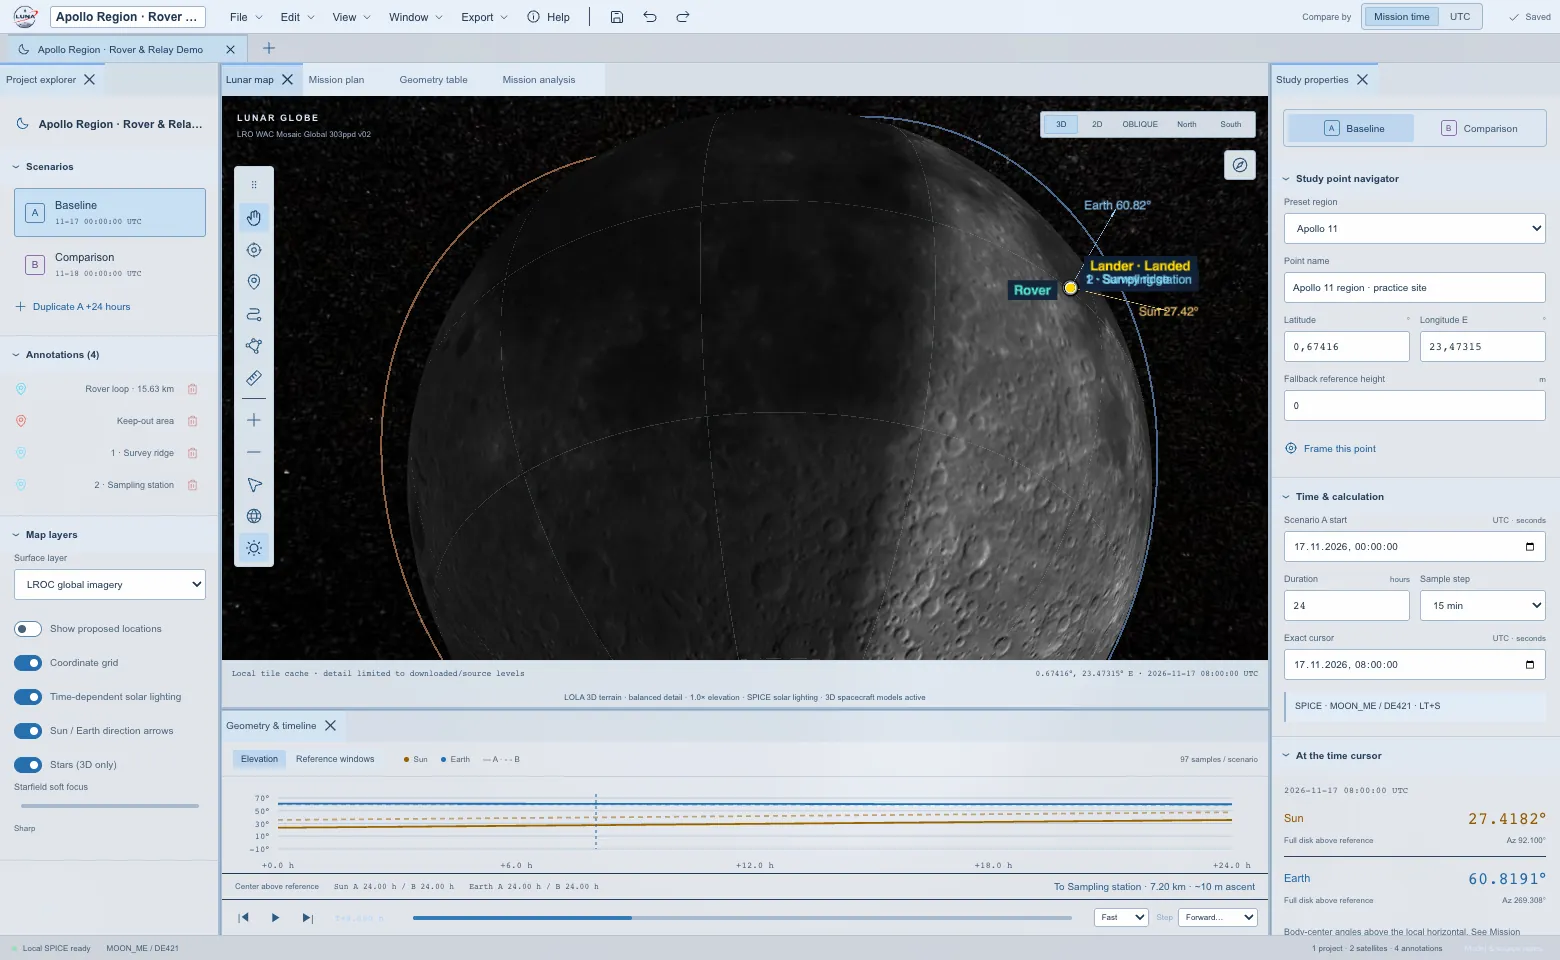 LUNA
Apollo Region · Rover ...
File
Edit
View
Window
Export
Help
Compare by
Mission time
UTC
Saved
Apollo Region · Rover & Relay Demo
Project explorer
Apollo Region · Rover & Rela...
Scenarios
A
Baseline
11-17 00:00:00 UTC
B
Comparison
11-18 00:00:00 UTC
Duplicate A +24 hours
Annotations (4)
Rover loop · 15.63 km
Keep-out area
1 · Survey ridge
2 · Sampling station
Map layers
Surface layer
LROC global imagery
Show proposed locations
Coordinate grid
Time-dependent solar lighting
Sun / Earth direction arrows
Stars (3D only)
Starfield soft focus
Sharp
Lunar map
Mission plan
Geometry table
Mission analysis
LUNAR GLOBE
LRO WAC Mosaic Global 303ppd v02
3D
2D
OBLIQUE
North
South
Earth 60.82°
Lander · Landed
2 · Sampling station
Rover
Sun 27.42°
Local tile cache · detail limited to downloaded/source levels
0.67416°, 23.47315° E · 2026-11-17 08:00:00 UTC
LOLA 3D terrain · balanced detail · 1.0× elevation · SPICE solar lighting · 3D spacecraft models active
Geometry & timeline
Elevation
Reference windows
Sun
Earth
— A · - - B
97 samples / scenario
70°
50°
30°
10°
-10°
+0.0 h
+6.0 h
+12.0 h
+18.0 h
+24.0 h
Center above reference
Sun A 24.00 h / B 24.00 h
Earth A 24.00 h / B 24.00 h
To Sampling station · 7.20 km · ~10 m ascent
Fast
Step
Forward...
Study properties
A
Baseline
B
Comparison
Study point navigator
Preset region
Apollo 11
Point name
Apollo 11 region · practice site
Latitude °
Longitude E °
0,67416
23,47315
Fallback reference height m
0
Frame this point
Time & calculation
Scenario A start
UTC · seconds
17.11.2026, 00:00:00
Duration hours
Sample step
24
15 min
Exact cursor
UTC · seconds
17.11.2026, 08:00:00
SPICE · MOON_ME / DE421 · LT+S
At the time cursor
2026-11-17 08:00:00 UTC
Sun
27.4182°
Full disk above reference
Az 92.100°
Earth
60.8191°
Full disk above reference
Az 269.308°
Body-center angles above the local horizontal. See Mission
Local SPICE ready
MOON_ME / DE421
1 project · 2 satellites · 4 annotations